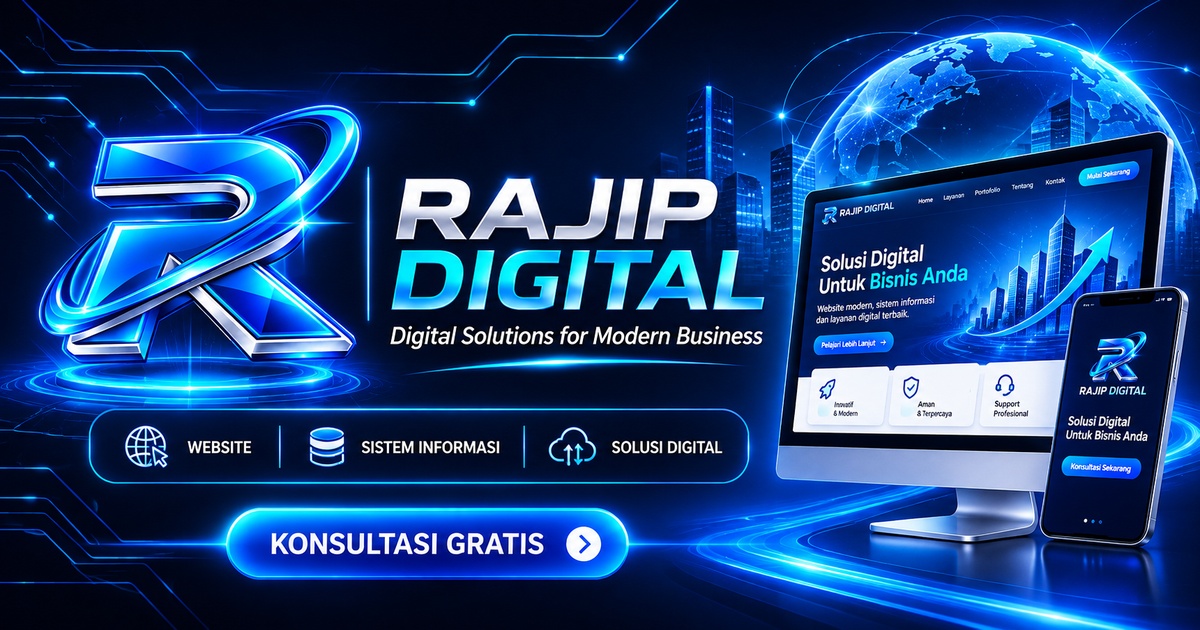 RAJIP
DIGITAL
Digital Solutions for Modern Business
WEBSITE
SISTEM INFORMASI
SOLUSI DIGITAL
KONSULTASI GRATIS
RAJIP DIGITAL
Home
Layanan
Portofolio
Tentang
Kontak
Mulai Sekarang
Solusi Digital
Untuk Bisnis Anda
Website modern, sistem informasi
dan layanan digital terbaik.
Pelajari Lebih Lanjut
Inovatif
& Modern
Aman
& Terpercaya
Support
Profesional
RAJIP DIGITAL
Solusi Digital
Untuk Bisnis Anda
Konsultasi Sekarang